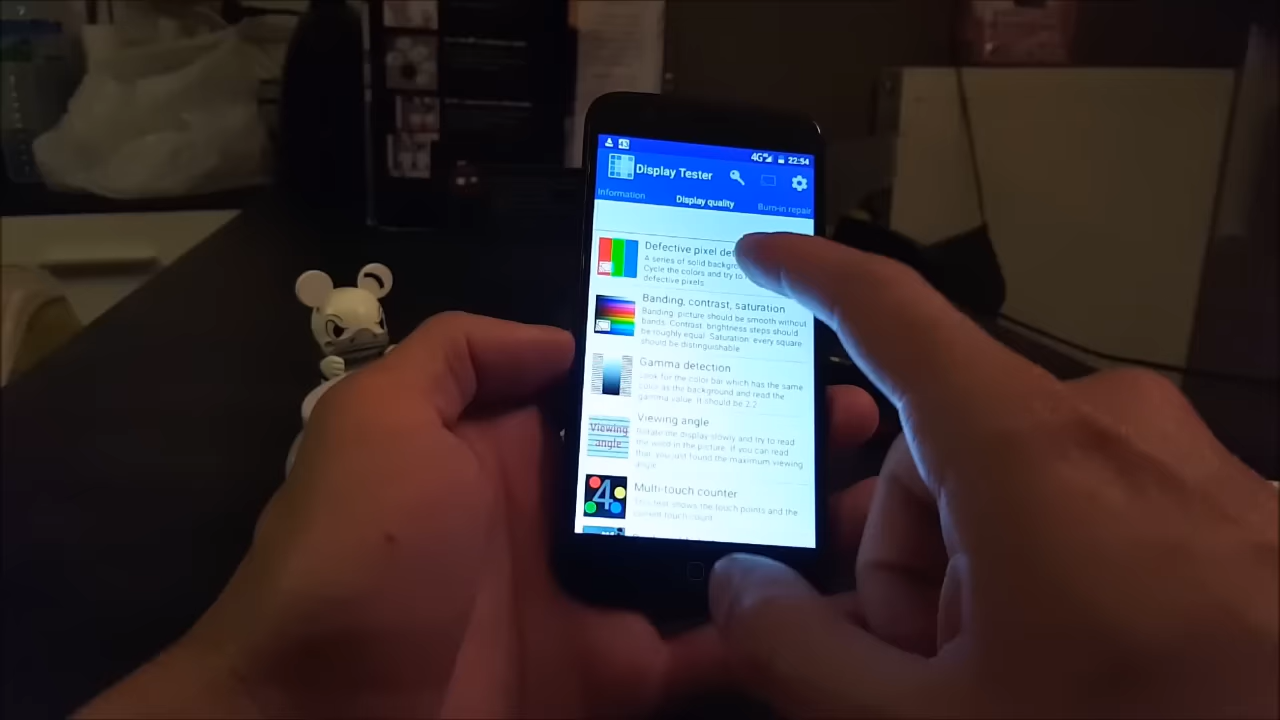 4G 22:54
Display Tester
Information Display quality Burn-in repair
Defective pixel
A series of solid
Cycle the colors and try to
defective pixels.
Banding, contrast, saturation
Banding: picture should be smooth without
bands. Contrast: brightness steps should
be roughly equal. Saturation: every square
should be distinguishable.
Gamma detection
Look for the color bar which has the same
color as the background and read the
gamma value. It should be 2.2
Viewing
angle
Viewing angle
Rotate the display slowly and try to read
the word in the picture. If you can read
that, you
found the maximum viewing
angle.
4
Multi-touch counter
This test shows the touch points and the
current touch count.